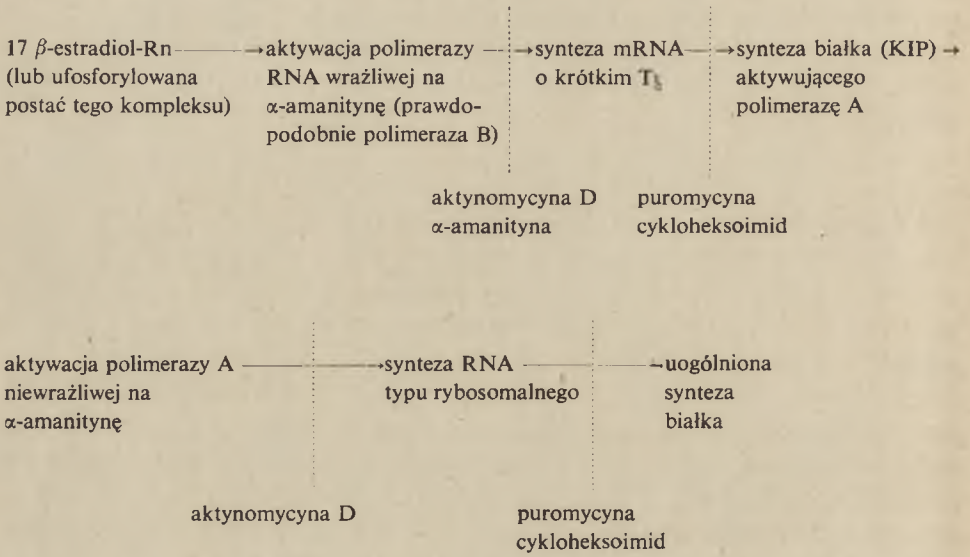 17 β-estradiol-Rn → aktywacja polimerazy → synteza mRNA → synteza białka (KIP) →
(lub ufosforylowana RNA wrażliwej na o krótkim aktywującego
postać tego kompleksu) α-amanitynę (prawdo- polimerazę A
podobnie polimeraza B)
aktynomycyna D puromycyna
α-amanityna cykloheksoimid
aktywacja polimerazy A → synteza RNA → uogólniona
niewrażliwej na typu rybosomalnego synteza
α-amanitynę białka
aktynomycyna D puromycyna
cykloheksoimid